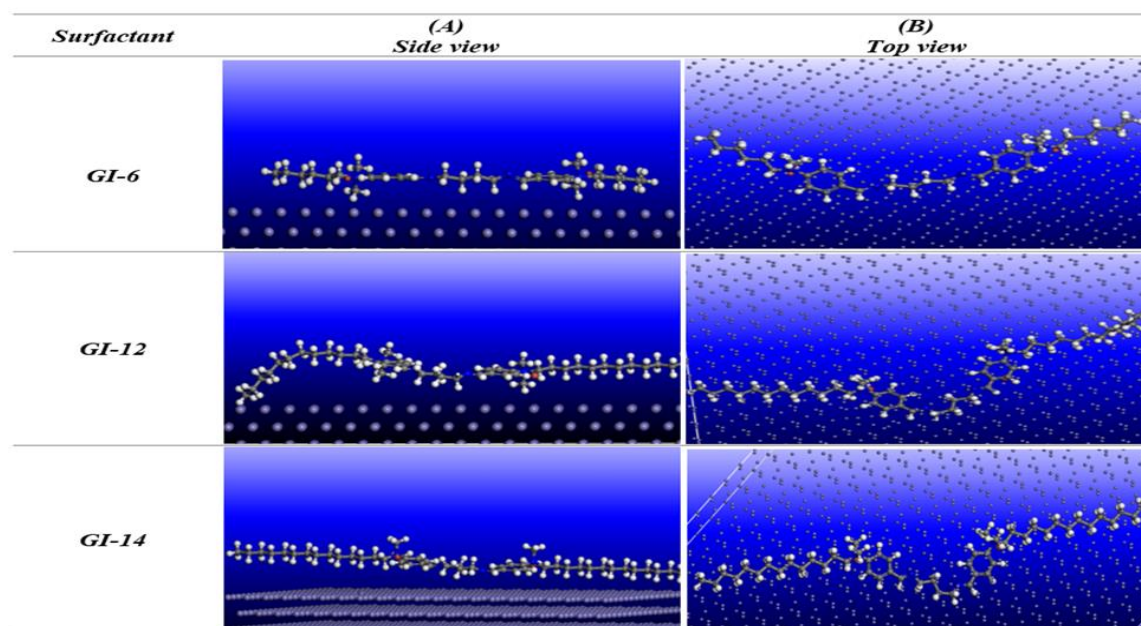 Surfactant
(A)
Side view
(B)
Top view
GI-6
GI-12
GI-14